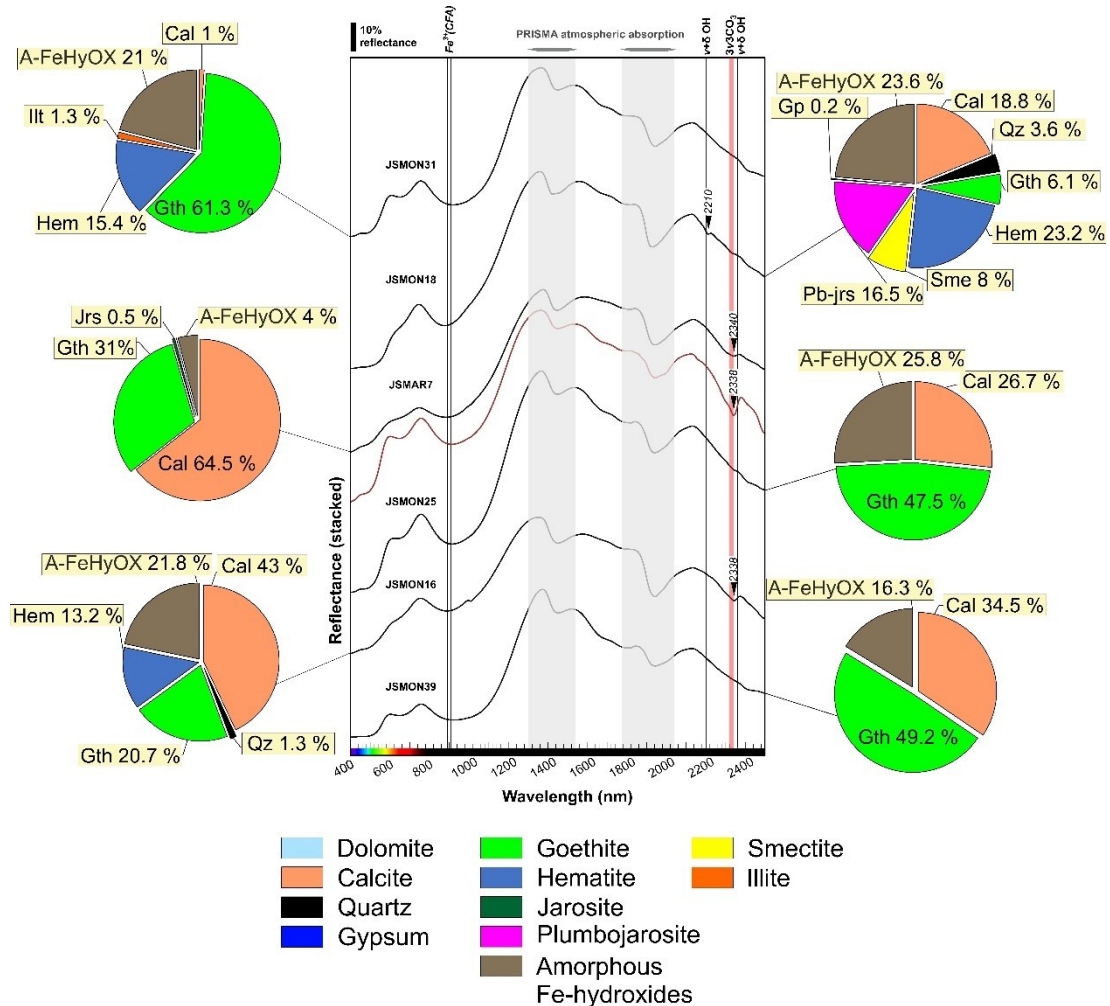 10%
reflectance
Fe³⁺(CFA)
PRISMA atmospheric absorption
ν+δ OH
3ν3CO₃
ν+δ OH
Cal 1 %
A-FeHyOX 21 %
Illt 1.3 %
Hem 15.4 %
Gth 61.3 %
A-FeHyOX 23.6 %
Gp 0.2 %
Cal 18.8 %
Qz 3.6 %
Gth 6.1 %
Hem 23.2 %
Sme 8 %
Pb-jrs 16.5 %
JSMON31
2210
JSMON18
2340
2338
JSMAR7
JSMON25
JSMON16
2338
JSMON39
Jrs 0.5 %
A-FeHyOX 4 %
Gth 31%
Cal 64.5 %
A-FeHyOX 25.8 %
Cal 26.7 %
Gth 47.5 %
A-FeHyOX 21.8 %
Cal 43 %
Hem 13.2 %
Gth 20.7 %
Qz 1.3 %
A-FeHyOX 16.3 %
Cal 34.5 %
Gth 49.2 %
Reflectance (stacked)
400 600 800 1000 1200 1400 1600 1800 2000 2200 2400
Wavelength (nm)
Dolomite
Calcite
Quartz
Gypsum
Goethite
Hematite
Jarosite
Plumbojarosite
Amorphous
Fe-hydroxides
Smectite
Illite